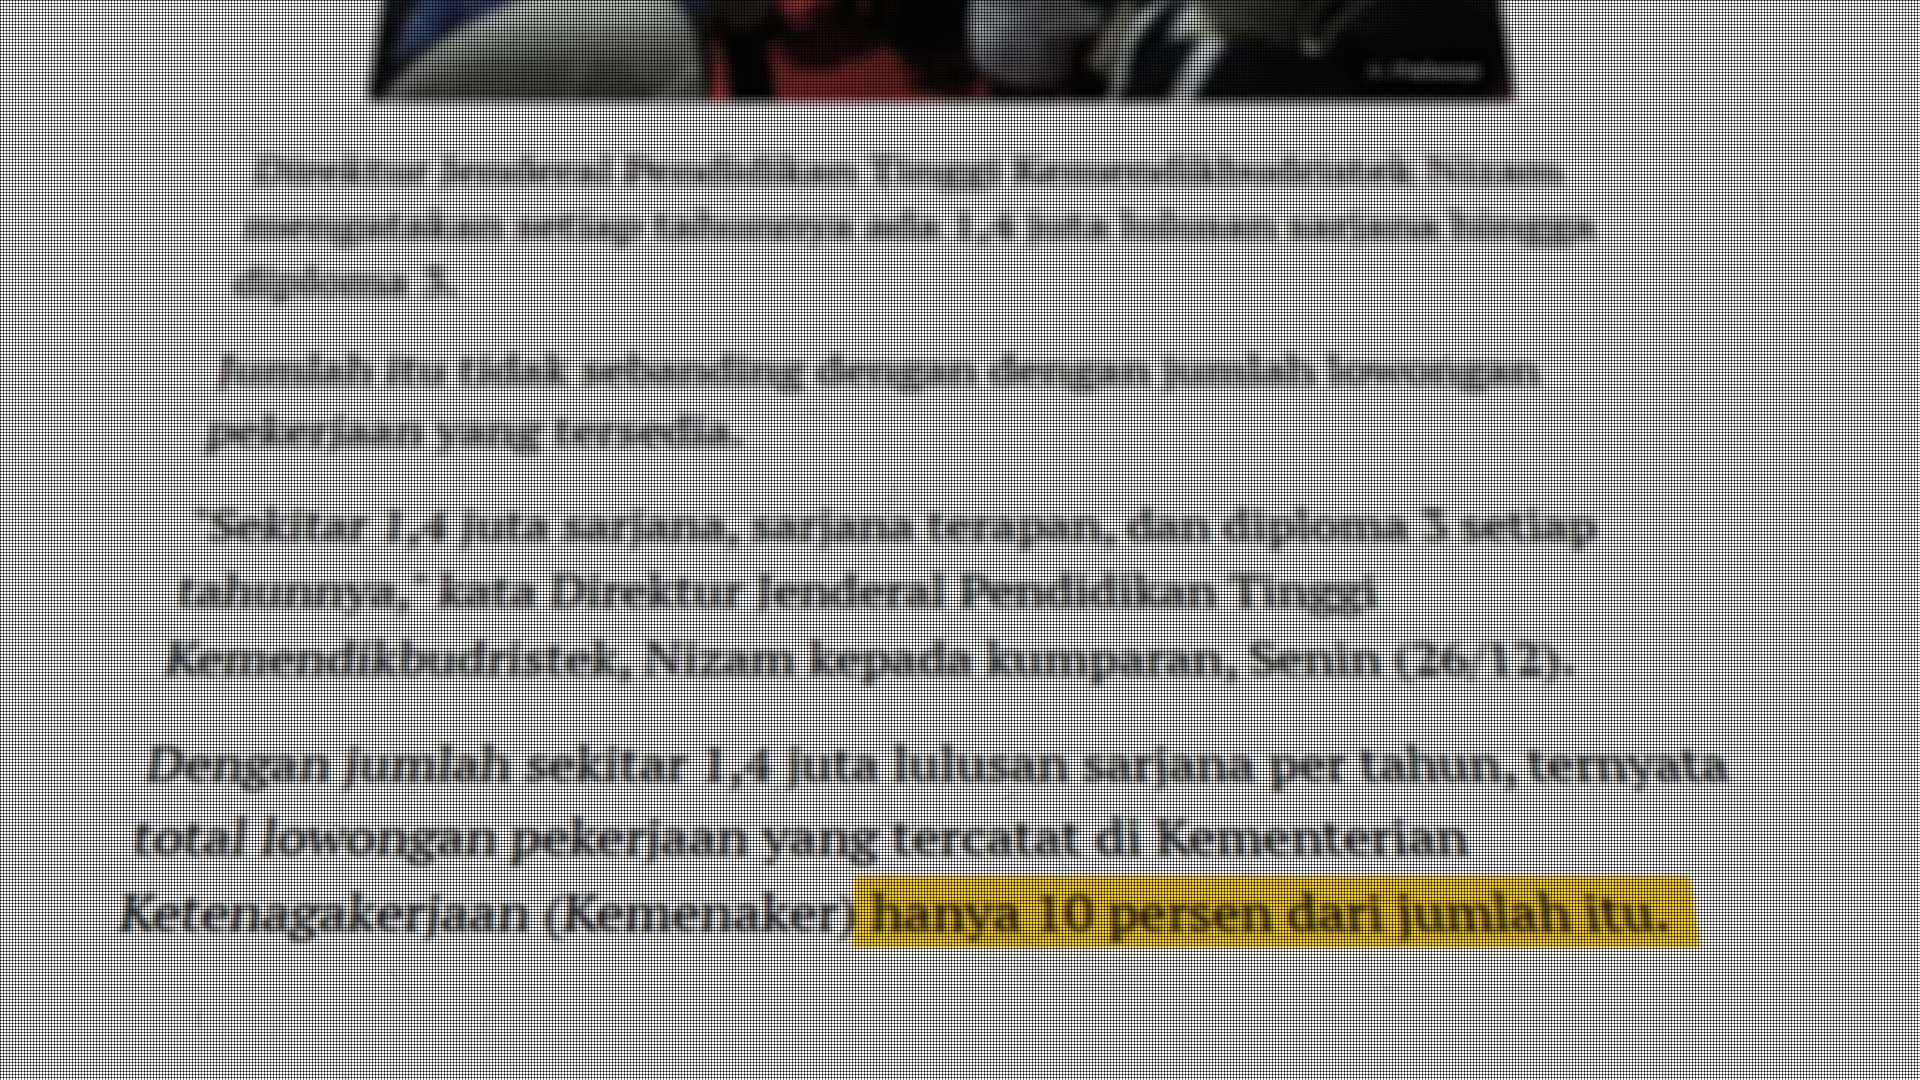 Direktur Jenderal Pendidikan Tinggi Kemendikbudristek Nizam
mengatakan setiap tahunnya ada 1,4 juta lulusan sarjana hingga
diploma 3.
Jumlah itu tidak sebanding dengan dengan jumlah lowongan
pekerjaan yang tersedia.
"Sekitar 1,4 juta sarjana, sarjana terapan, dan diploma 3 setiap
tahunnya," kata Direktur Jenderal Pendidikan Tinggi
Kemendikbudristek, Nizam kepada kumparan, Senin (26/12).
Dengan jumlah sekitar 1,4 juta lulusan sarjana per tahun, ternyata
total lowongan pekerjaan yang tercatat di Kementerian
Ketenagakerjaan (Kemenaker) hanya 10 persen dari jumlah itu.